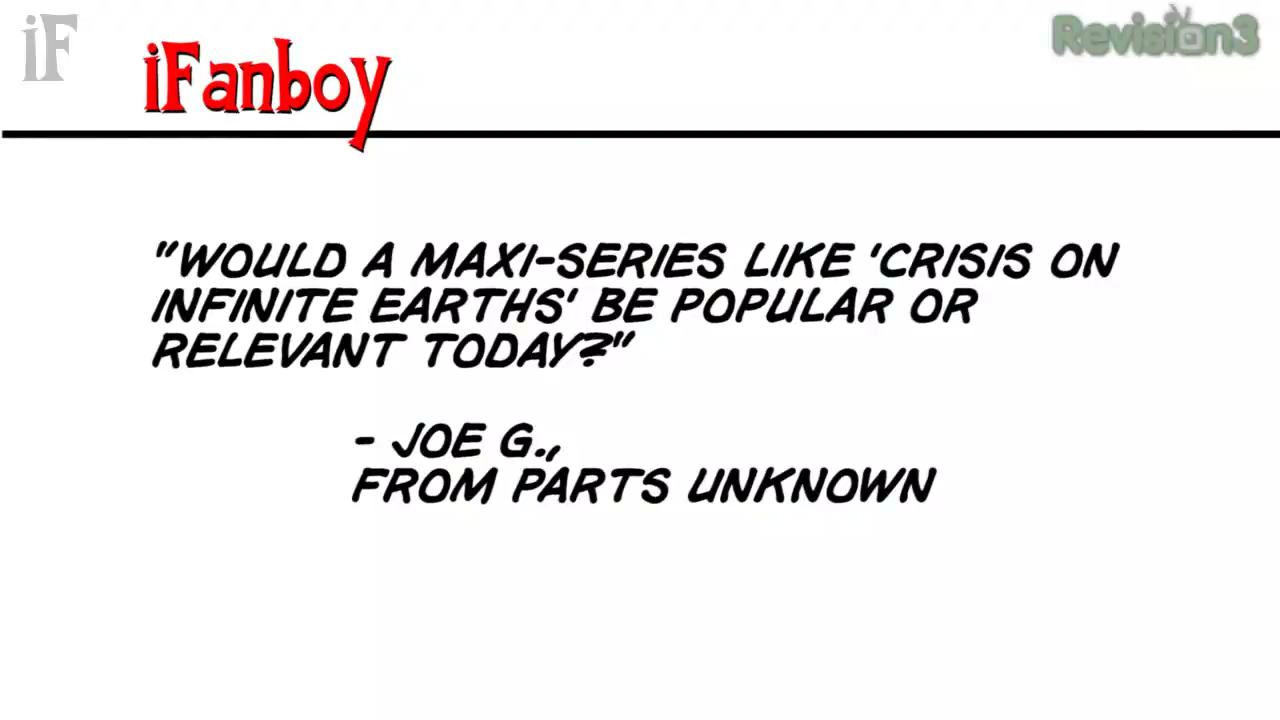 iF
iFanboy
Revision3
"WOULD A MAXI-SERIES LIKE 'CRISIS ON
INFINITE EARTHS' BE POPULAR OR
RELEVANT TODAY?"
- JOE G.,
FROM PARTS UNKNOWN